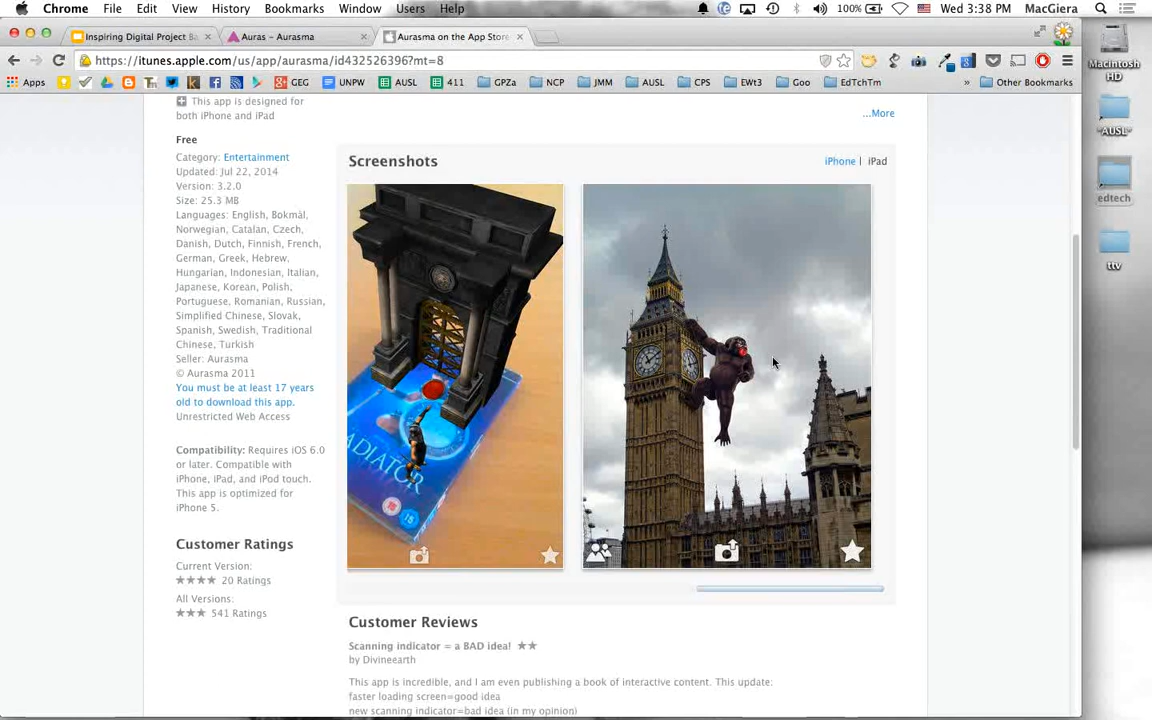 Chrome File Edit View History Bookmarks Window Users Help 100% Wed 3:38 PM MacGiera
Inspiring Digital Project Ba Auras – Aurasma Aurasma on the App Store
https://itunes.apple.com/us/app/aurasma/id432526396?mt=8
Apps UNPW GEG AUSL 411 GPZa NCP JMM AUSL CPS EWt3 Goo EdTchTm » Other Bookmarks
Macintosh HD
*AUSL*
edtech
ttv
This app is designed for
both iPhone and iPad
...More
Free
Category: Entertainment
Updated: Jul 22, 2014
Version: 3.2.0
Size: 25.3 MB
Languages: English, Bokmål,
Norwegian, Catalan, Czech,
Danish, Dutch, Finnish, French,
German, Greek, Hebrew,
Hungarian, Indonesian, Italian,
Japanese, Korean, Polish,
Portuguese, Romanian, Russian,
Simplified Chinese, Slovak,
Spanish, Swedish, Traditional
Chinese, Turkish
Seller: Aurasma
© Aurasma 2011
You must be at least 17 years
old to download this app.
Unrestricted Web Access
Compatibility: Requires iOS 6.0
or later. Compatible with
iPhone, iPad, and iPod touch.
This app is optimized for
iPhone 5.
Customer Ratings
Current Version:
★★★★ 20 Ratings
All Versions:
★★★ 541 Ratings
Screenshots
iPhone | iPad
GLADIATOR
18
15
Customer Reviews
Scanning indicator = a BAD idea! ★★
by Divineearth
This app is incredible, and I am even publishing a book of interactive content. This update:
faster loading screen=good idea
new scanning indicator=bad idea (in my opinion)